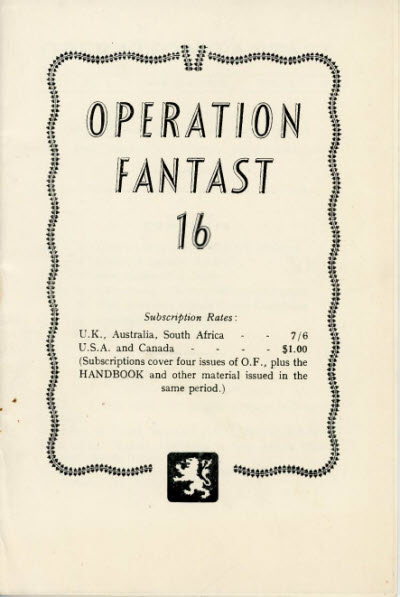 OPERATION
FANTAST
16
Subscription Rates:
U.K., Australia, South Africa - - 7/6
U.S.A. and Canada - - - - $1.00
(Subscriptions cover four issues of O.F., plus the
HANDBOOK and other material issued in the
same period.)